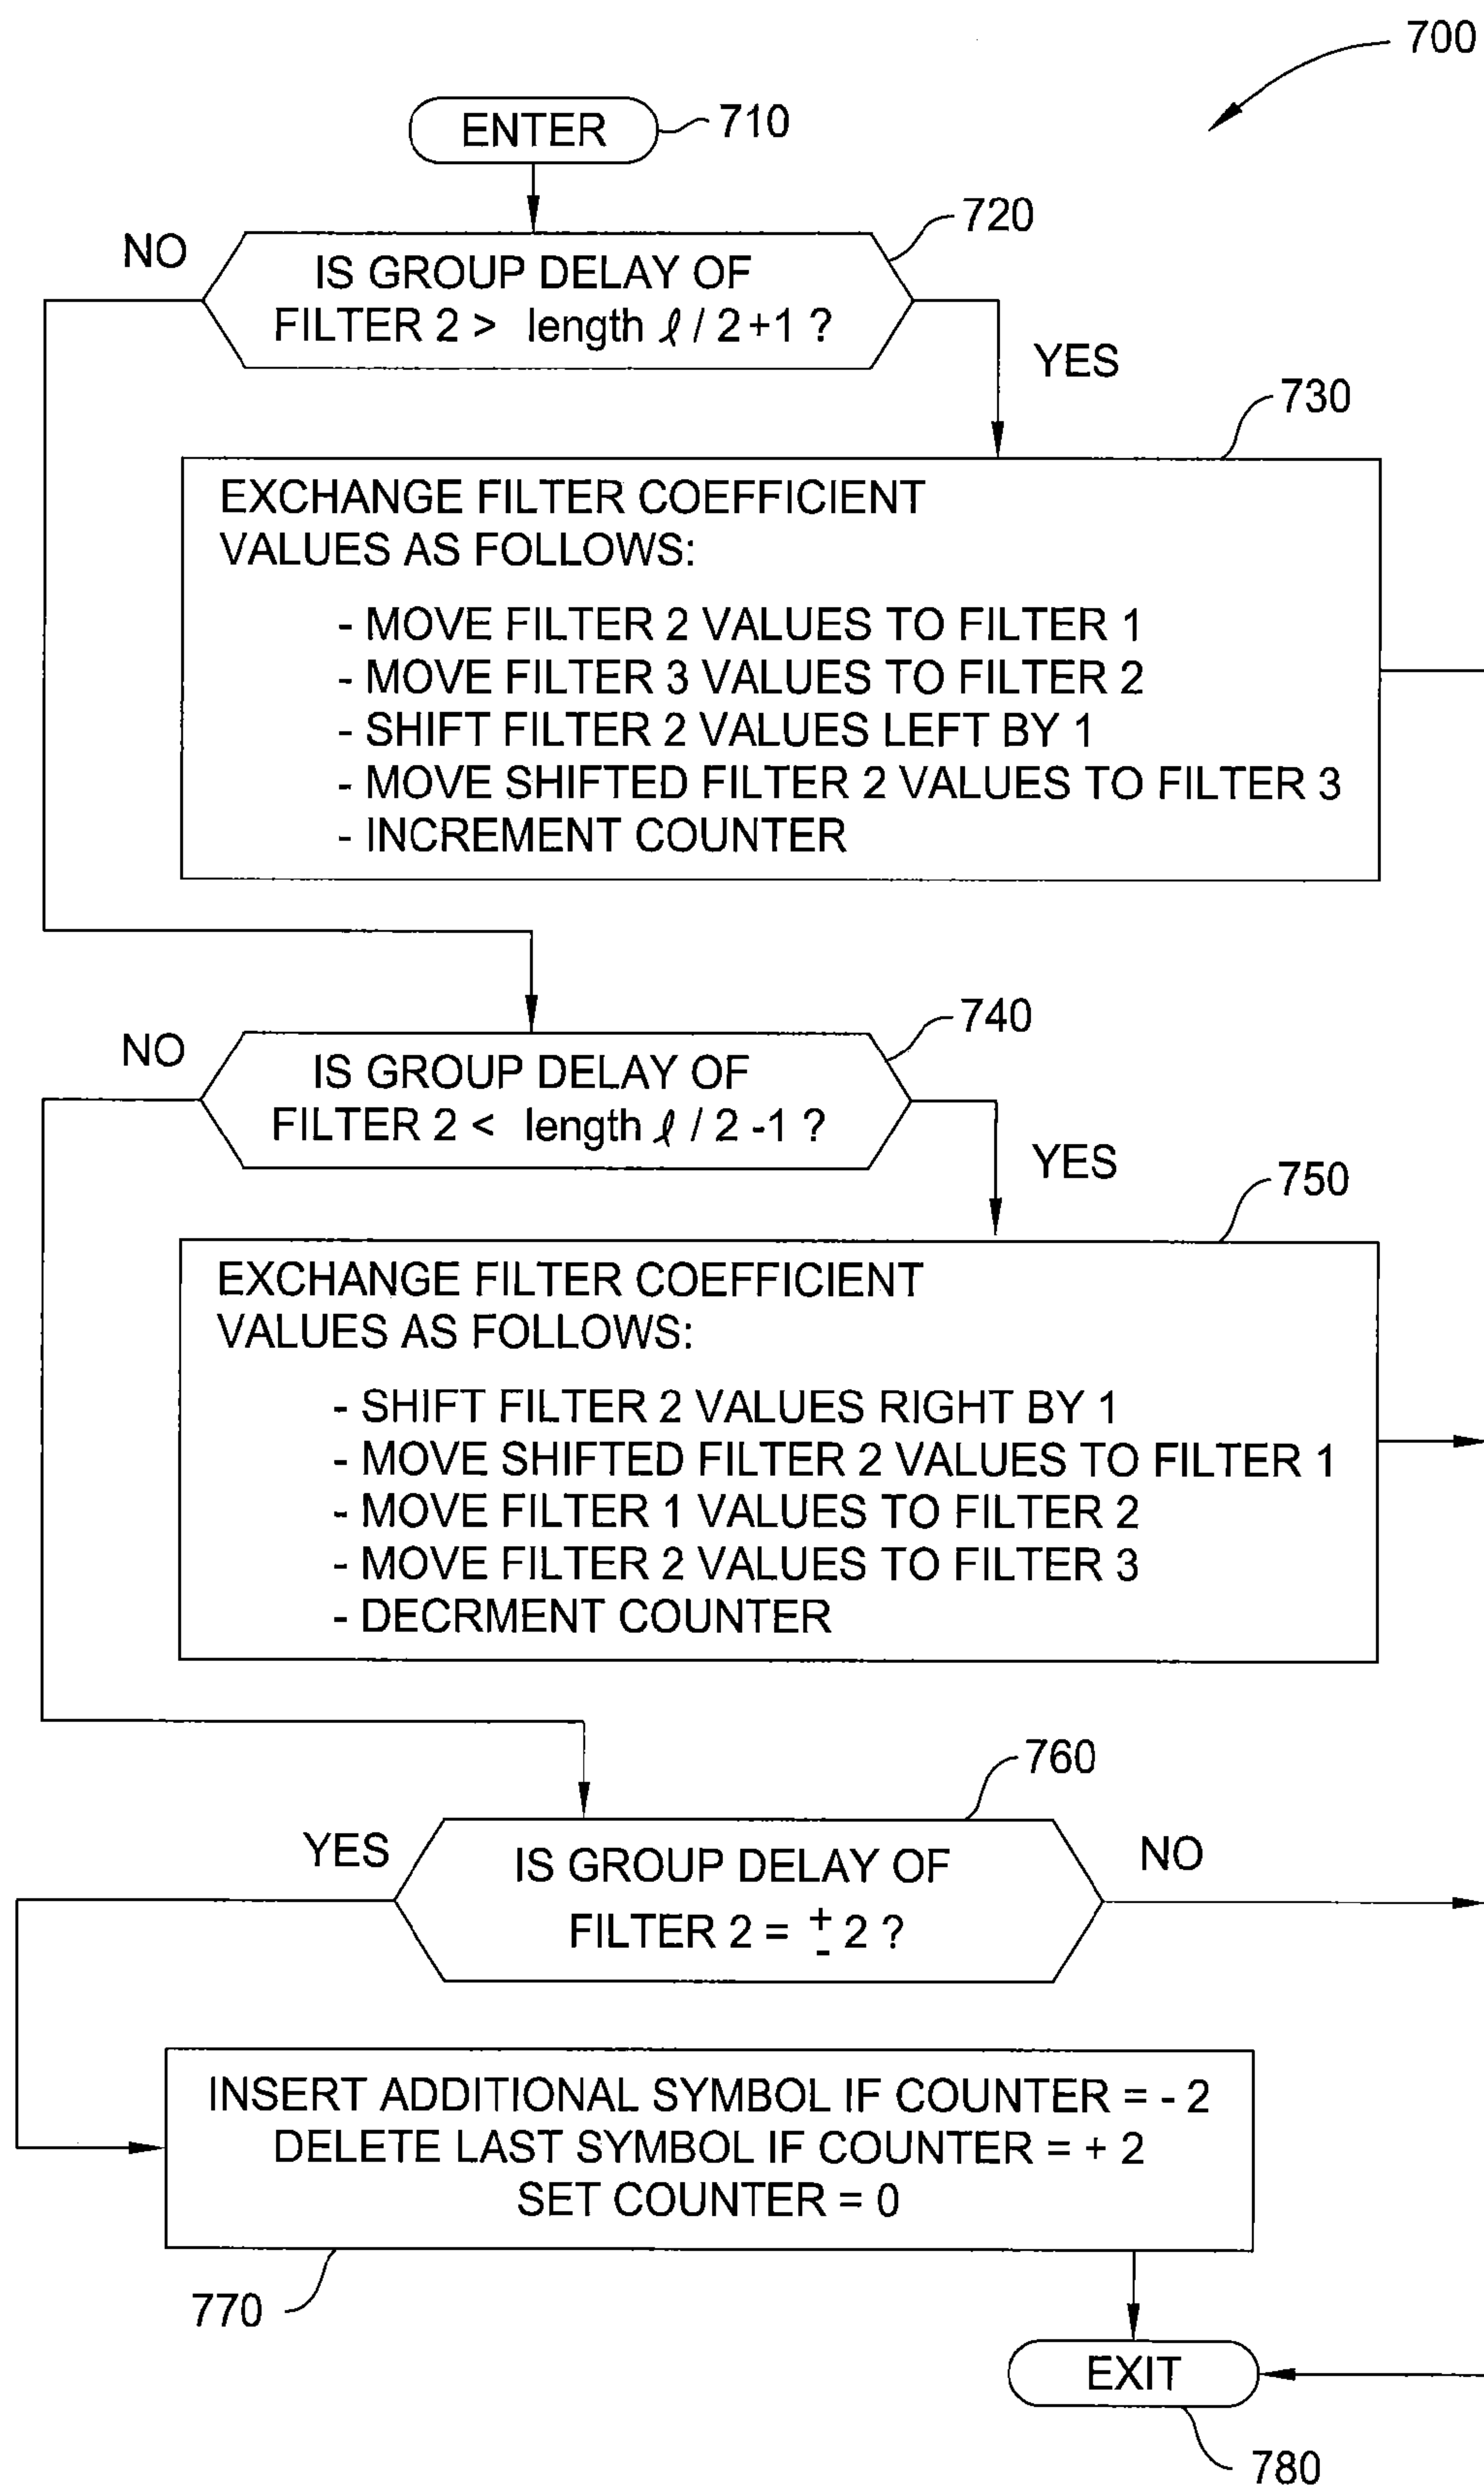 700
ENTER
710
720
NO
IS GROUP DELAY OF
FILTER 2 > length ℓ / 2+1 ?
YES
730
EXCHANGE FILTER COEFFICIENT
VALUES AS FOLLOWS:
- MOVE FILTER 2 VALUES TO FILTER 1
- MOVE FILTER 3 VALUES TO FILTER 2
- SHIFT FILTER 2 VALUES LEFT BY 1
- MOVE SHIFTED FILTER 2 VALUES TO FILTER 3
- INCREMENT COUNTER
740
NO
IS GROUP DELAY OF
FILTER 2 < length ℓ / 2 -1 ?
YES
750
EXCHANGE FILTER COEFFICIENT
VALUES AS FOLLOWS:
- SHIFT FILTER 2 VALUES RIGHT BY 1
- MOVE SHIFTED FILTER 2 VALUES TO FILTER 1
- MOVE FILTER 1 VALUES TO FILTER 2
- MOVE FILTER 2 VALUES TO FILTER 3
- DECRMENT COUNTER
760
YES
IS GROUP DELAY OF
FILTER 2 = ± 2 ?
NO
INSERT ADDITIONAL SYMBOL IF COUNTER = - 2
DELETE LAST SYMBOL IF COUNTER = + 2
SET COUNTER = 0
770
EXIT
780